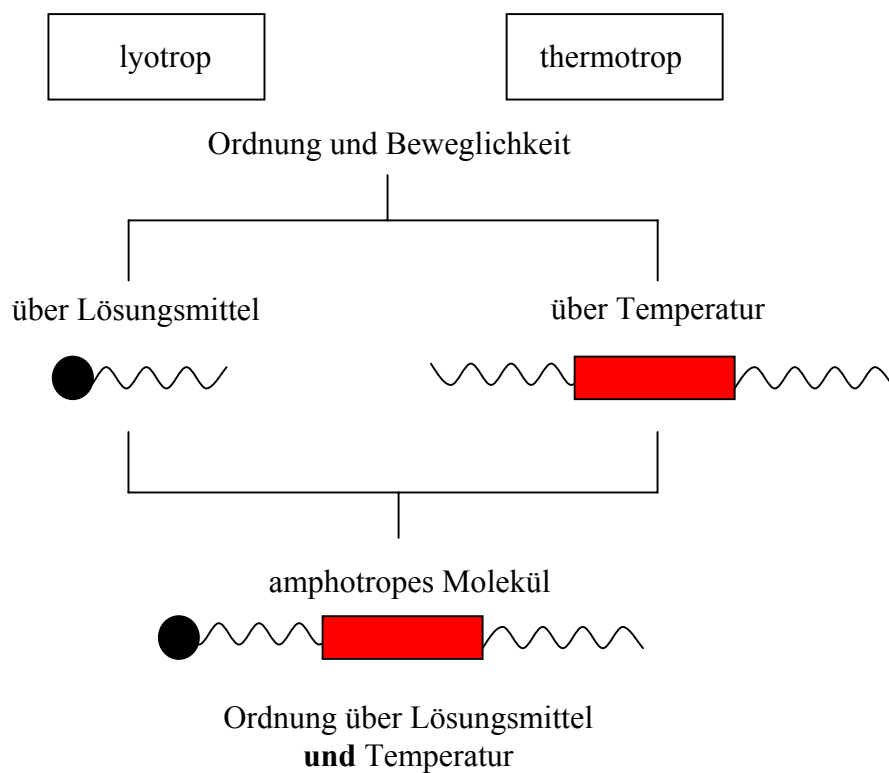 lyotrop
thermotrop
Ordnung und Beweglichkeit
über Lösungsmittel
über Temperatur
amphotropes Molekül
Ordnung über Lösungsmittel
und Temperatur